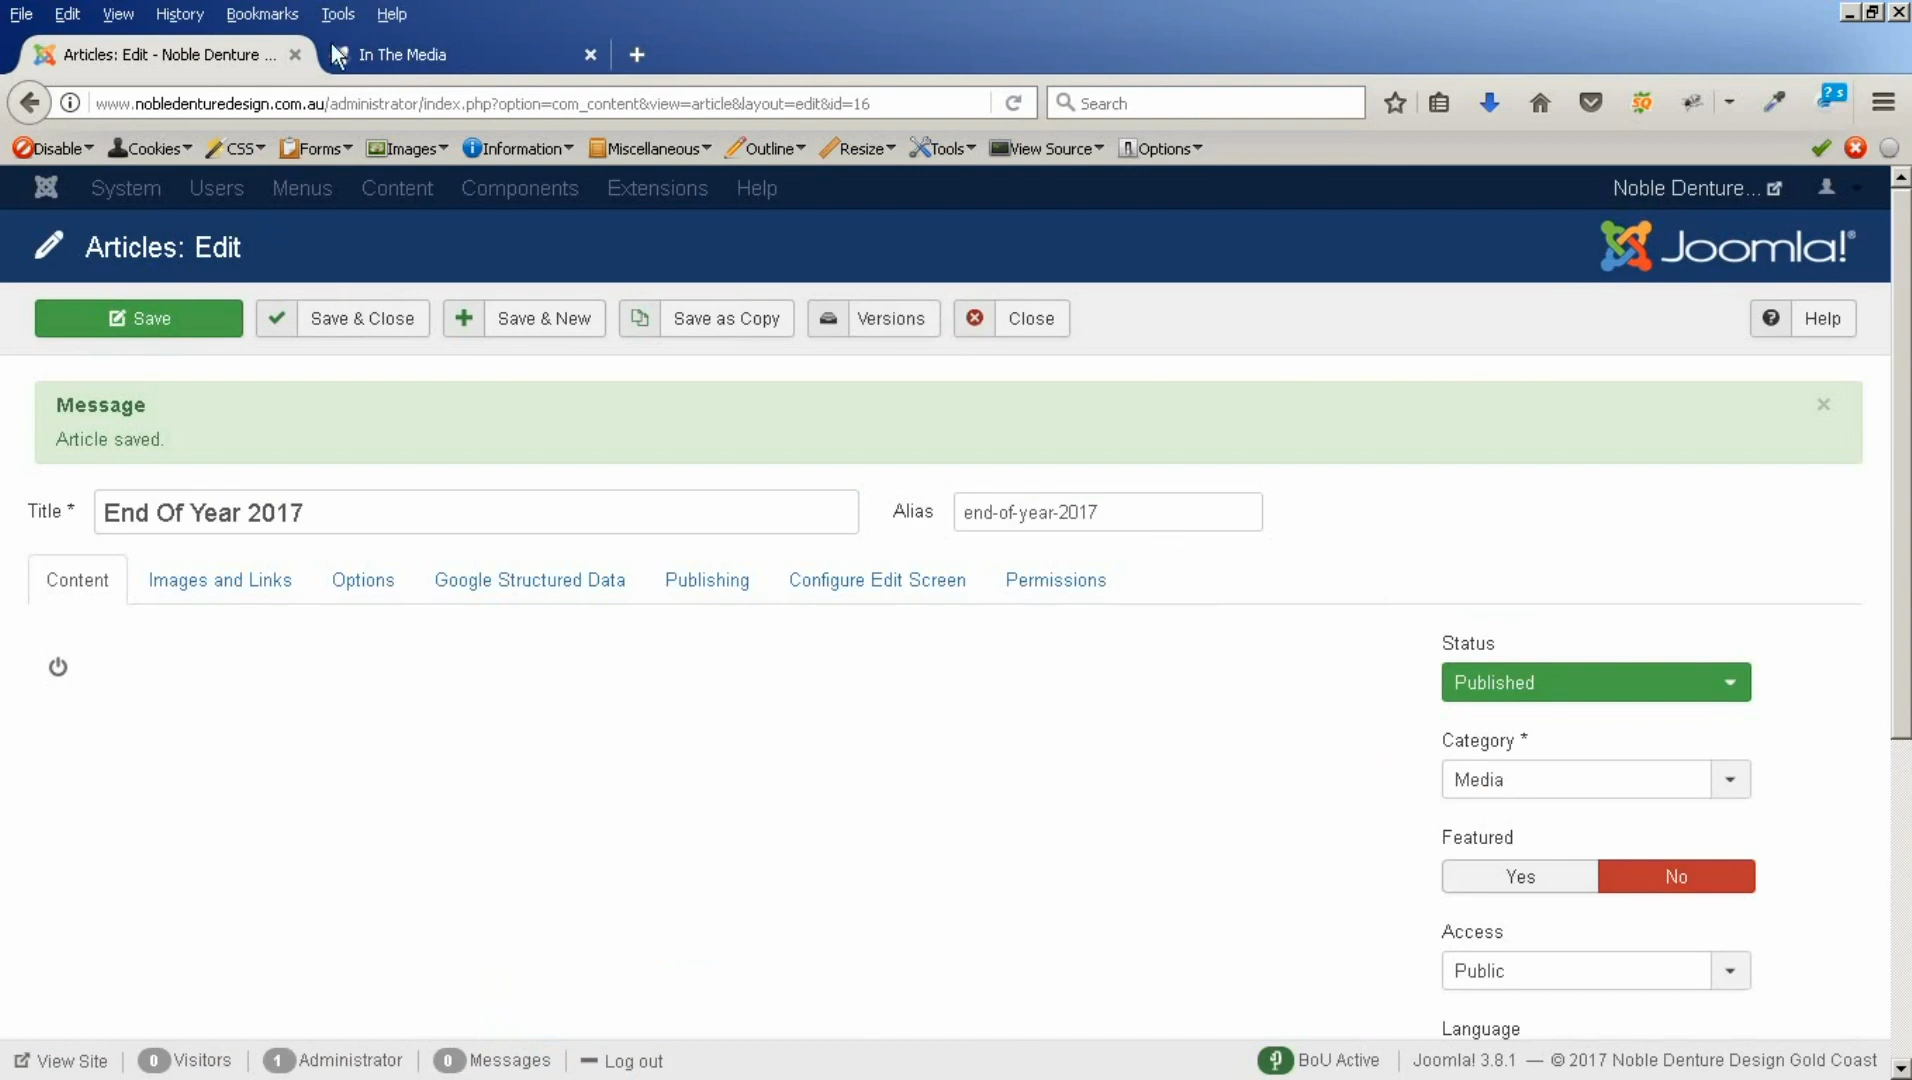 File Edit View History Bookmarks Tools Help
Articles: Edit - Noble Denture ... In The Media
www.nobledenturedesign.com.au/administrator/index.php?option=com_content&view=article&layout=edit&id=16 Search ? s
Disable Cookies CSS Forms Images Information Miscellaneous Outline Resize Tools View Source Options
System Users Menus Content Components Extensions Help Noble Denture...
Articles: Edit Joomla!®
Save Save & Close Save & New Save as Copy Versions Close Help
Message
Article saved.
Title * End Of Year 2017 Alias end-of-year-2017
Content Images and Links Options Google Structured Data Publishing Configure Edit Screen Permissions
Status
Published
Category *
Media
Featured
Yes No
Access
Public
Language
View Site 0 Visitors 1 Administrator 0 Messages Log out BoU Active Joomla! 3.8.1 — © 2017 Noble Denture Design Gold Coast